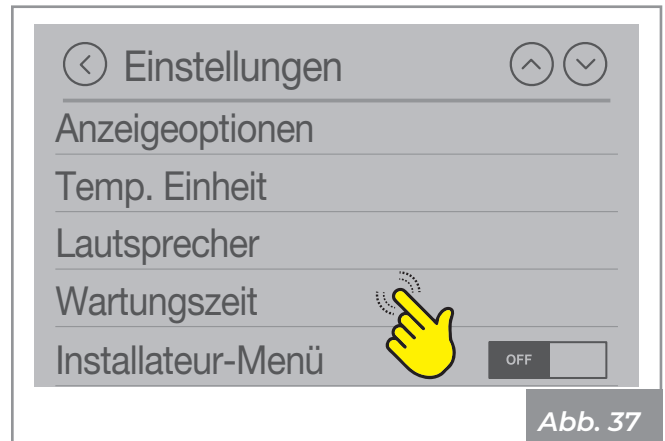 Einstellungen
Anzeigeoptionen
Temp. Einheit
Lautsprecher
Wartungszeit
Installateur-Menü OFF
Abb. 37